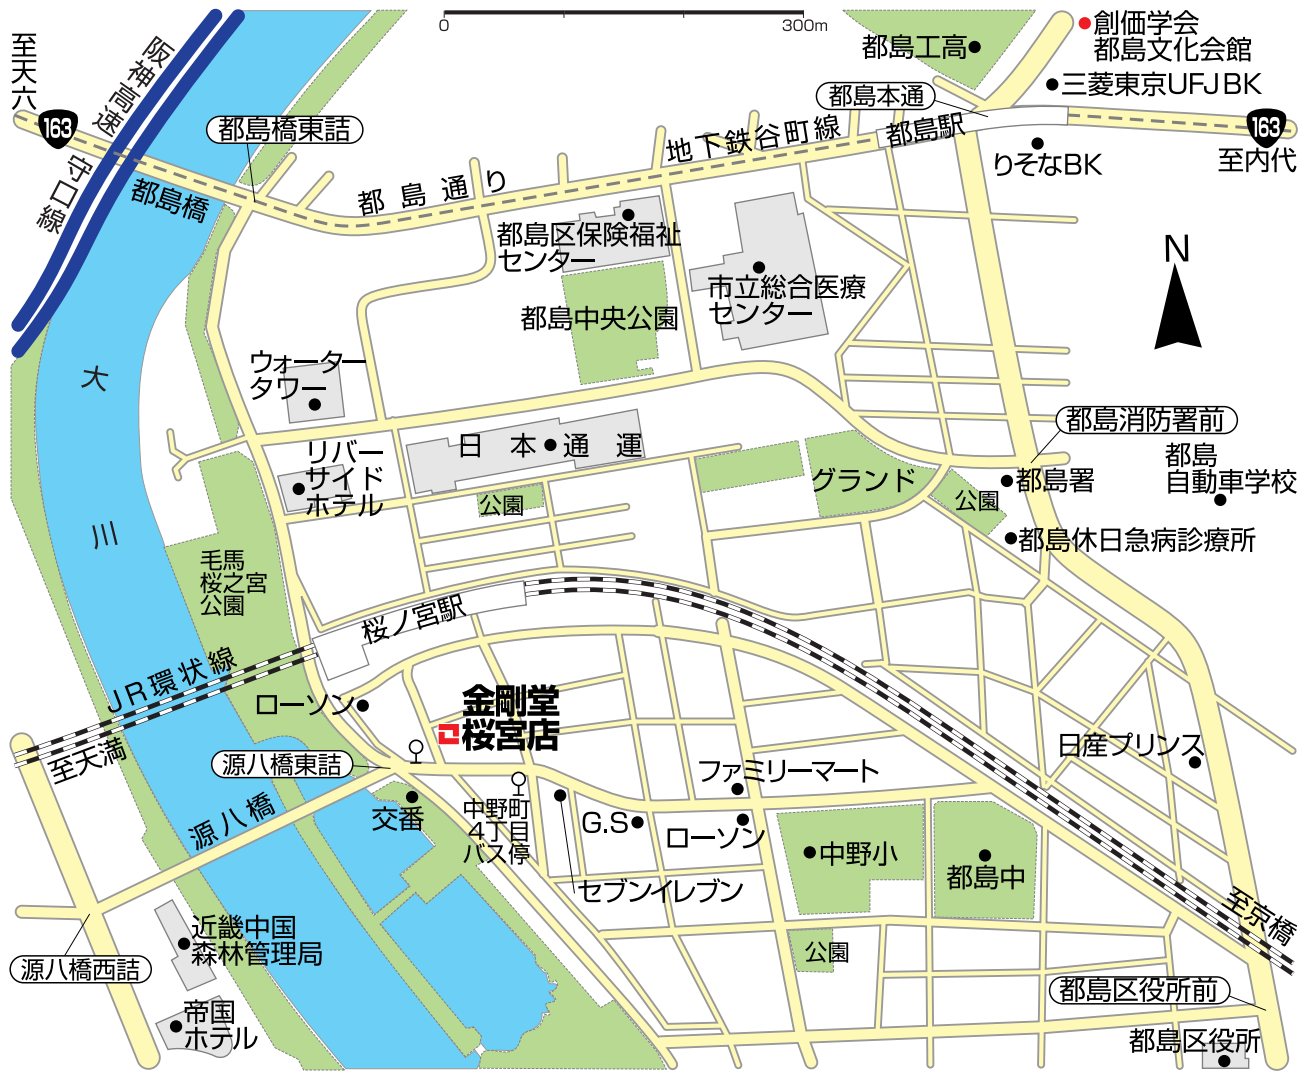 0
300m
創価学会
都島文化会館
都島工高
三菱東京UFJBK
至天六
阪神高速
守口線
163
都島橋東詰
都島橋
都島通り
地下鉄谷町線
都島本通
都島駅
りそなBK
163
至内代
都島区保険福祉
センター
市立総合医療
センター
都島中央公園
N
大
川
ウォーター
タワー
リバー
サイド
ホテル
日本通運
公園
グランド
公園
都島消防署前
都島署
都島
自動車学校
都島休日急病診療所
毛馬
桜之宮
公園
桜ノ宮駅
JR環状線
至天満
ローソン
金剛堂
桜宮店
源八橋東詰
源八橋
交番
中野町
4丁目
バス停
G.S
ファミリーマート
ローソン
セブンイレブン
中野小
都島中
公園
日産プリンス
至京橋
近畿中国
森林管理局
源八橋西詰
帝国
ホテル
都島区役所前
都島区役所